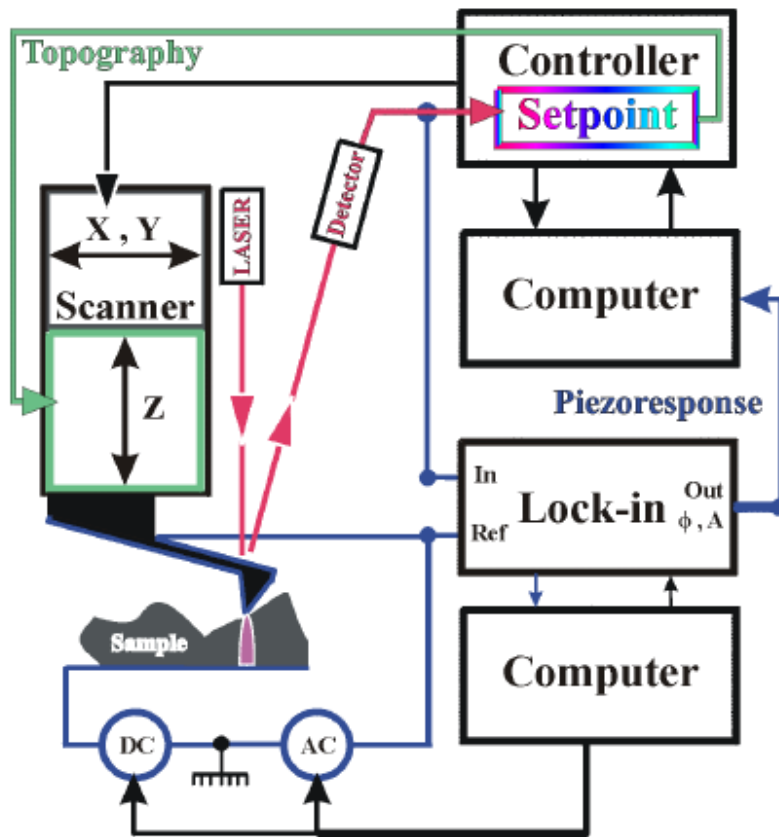 Topography
Controller
Setpoint
X , Y
Scanner
Z
LASER
Detector
Computer
Piezoresponse
In
Ref
Lock-in
Out
ϕ , A
Sample
Computer
DC
AC